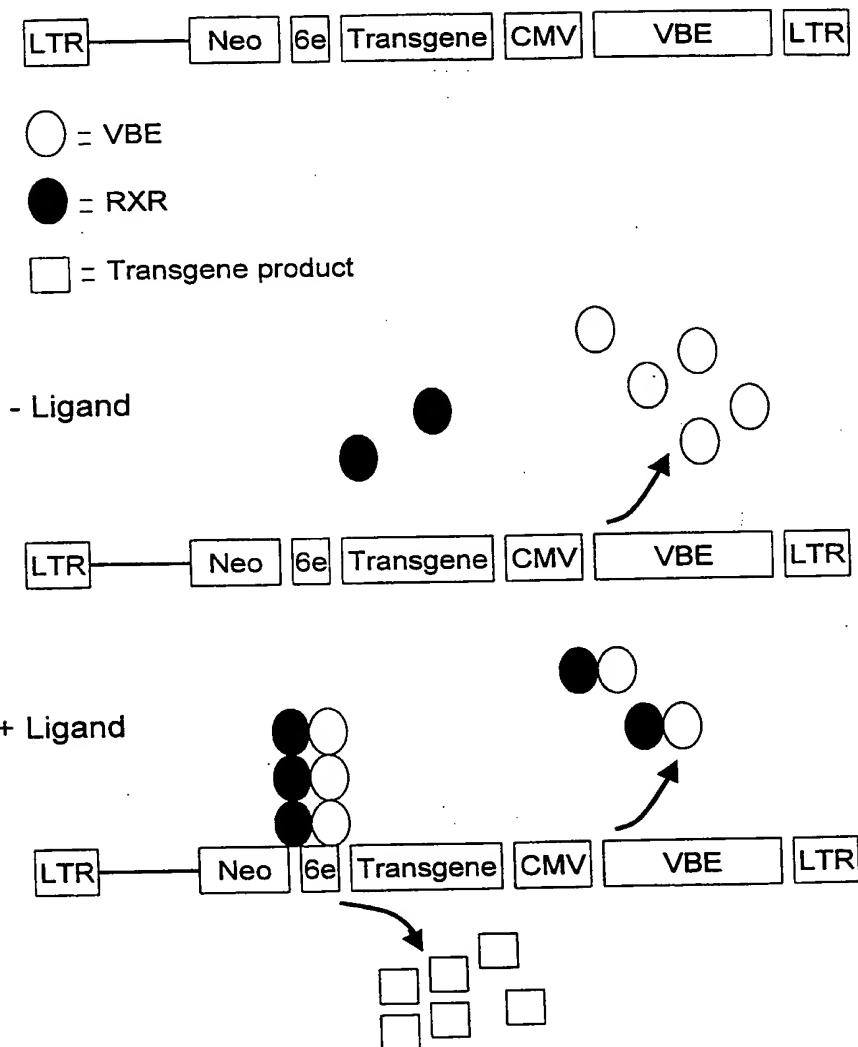 LTR Neo 6e Transgene CMV VBE LTR
= VBE
= RXR
= Transgene product
- Ligand
LTR Neo 6e Transgene CMV VBE LTR
+ Ligand
LTR Neo 6e Transgene CMV VBE LTR